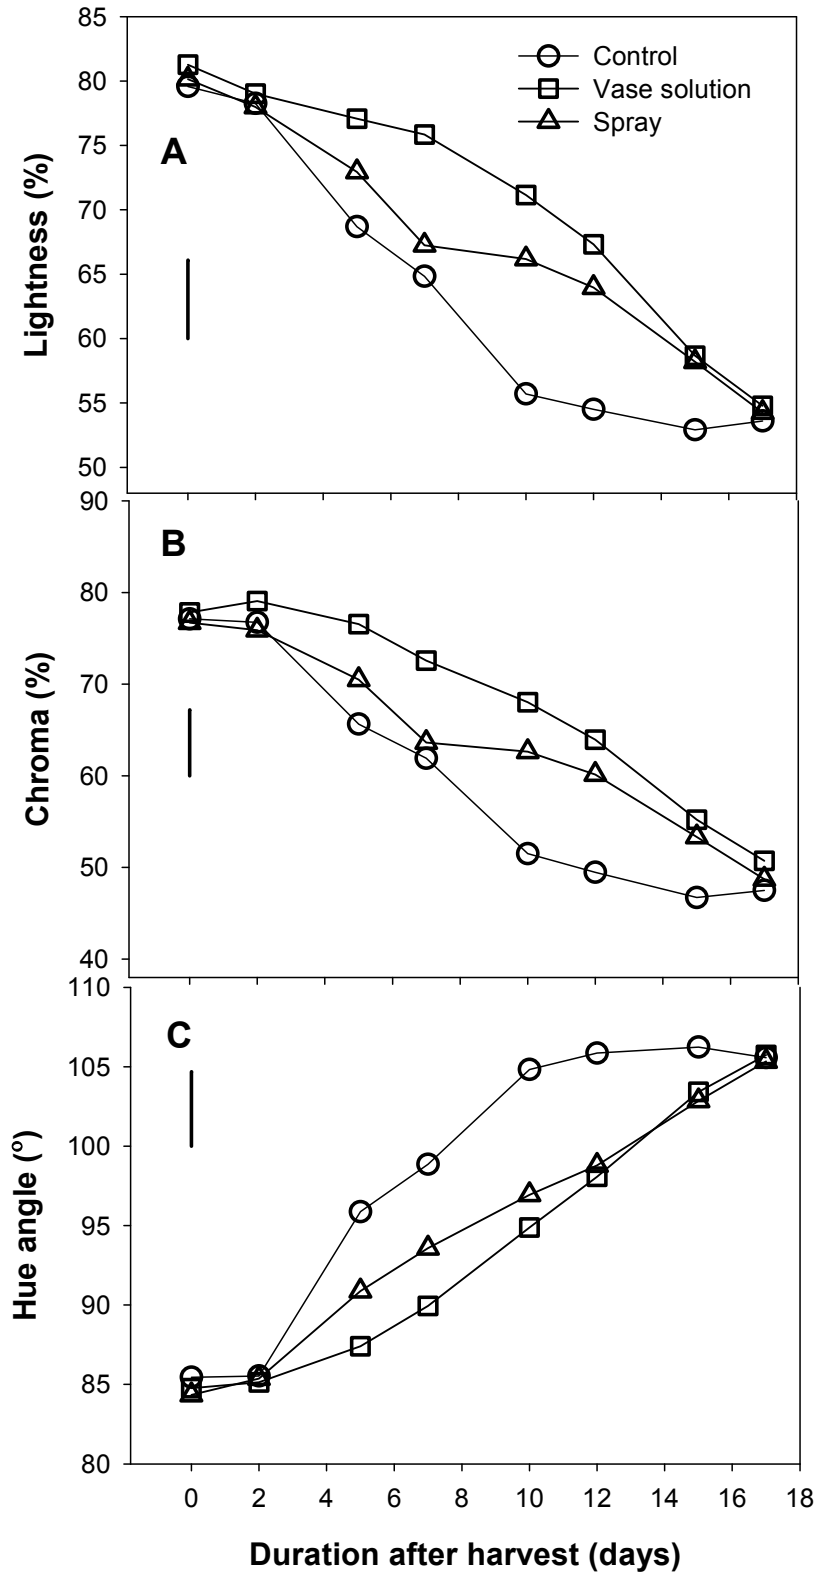 85
80
75
70
65
60
55
50
Lightness (%)
A
Control
Vase solution
Spray
90
80
70
60
50
40
Chroma (%)
B
110
105
100
95
90
85
80
Hue angle (°)
C
0 2 4 6 8 10 12 14 16 18
Duration after harvest (days)